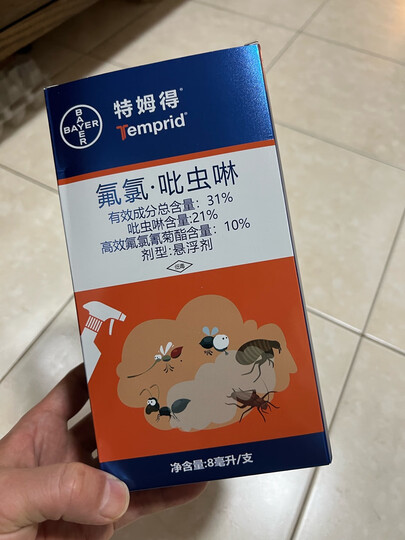 BAYER
BAYER
特姆得®
Temprid®
氟氯·吡虫啉
有效成分总含量：31%
吡虫啉含量:21%
高效氟氯氰菊酯含量：10%
剂型:悬浮剂
低毒
净含量:8毫升/支